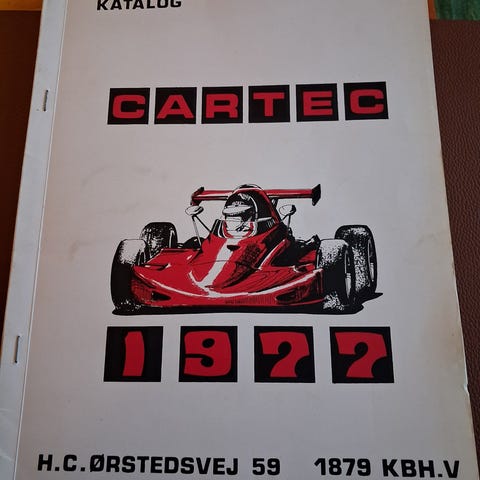 KATALOG
CARTEC
1977
H.C.ØRSTEDSVEJ 59 1879 KBH.V